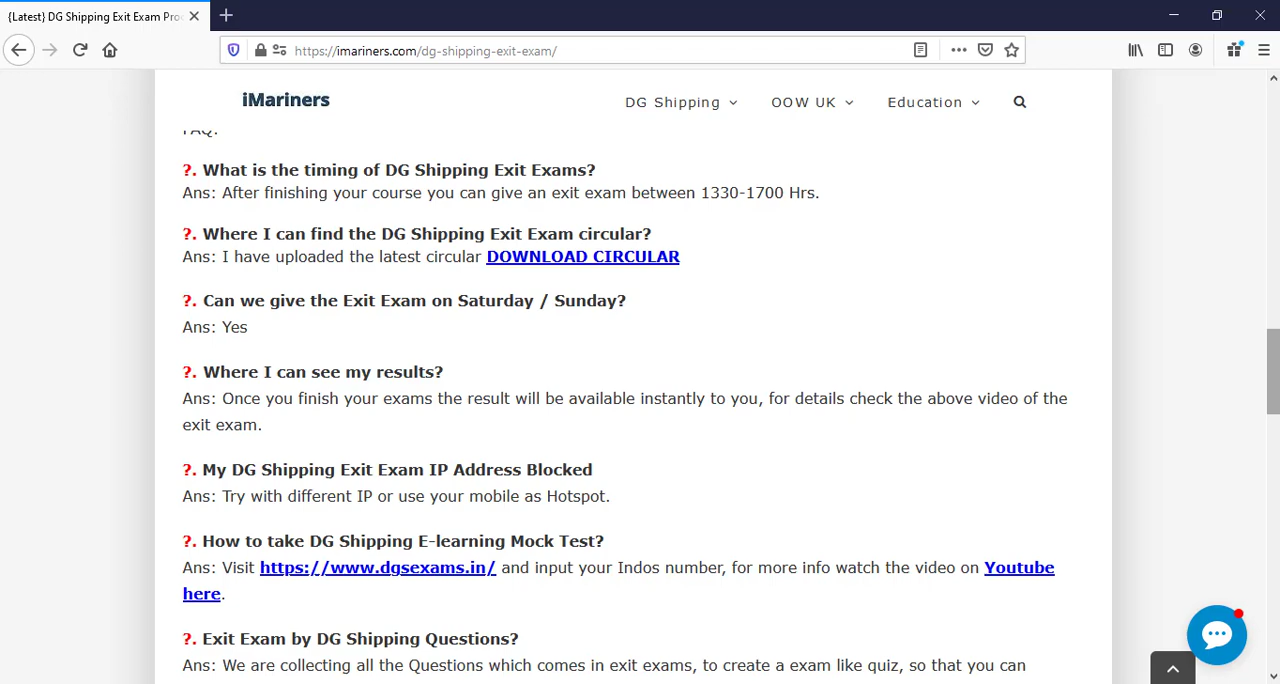 {Latest} DG Shipping Exit Exam Pro
https://imariners.com/dg-shipping-exit-exam/
iMariners
DG Shipping
OOW UK
Education
FAQ:
?. What is the timing of DG Shipping Exit Exams?
Ans: After finishing your course you can give an exit exam between 1330-1700 Hrs.
?. Where I can find the DG Shipping Exit Exam circular?
Ans: I have uploaded the latest circular DOWNLOAD CIRCULAR
?. Can we give the Exit Exam on Saturday / Sunday?
Ans: Yes
?. Where I can see my results?
Ans: Once you finish your exams the result will be available instantly to you, for details check the above video of the
exit exam.
?. My DG Shipping Exit Exam IP Address Blocked
Ans: Try with different IP or use your mobile as Hotspot.
?. How to take DG Shipping E-learning Mock Test?
Ans: Visit https://www.dgsexams.in/ and input your Indos number, for more info watch the video on Youtube
here.
?. Exit Exam by DG Shipping Questions?
Ans: We are collecting all the Questions which comes in exit exams, to create a exam like quiz, so that you can